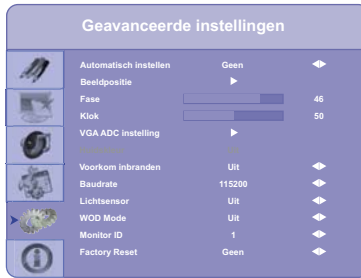 Geavanceerde instellingen
Automatisch instellen Geen
Beeldpositie
Fase 46
Klok 50
VGA ADC instelling
Voorkom inbranden Uit
Baudrate 115200
Lichtsensor Uit
WOD Mode Uit
Monitor ID 1
Factory Reset Geen